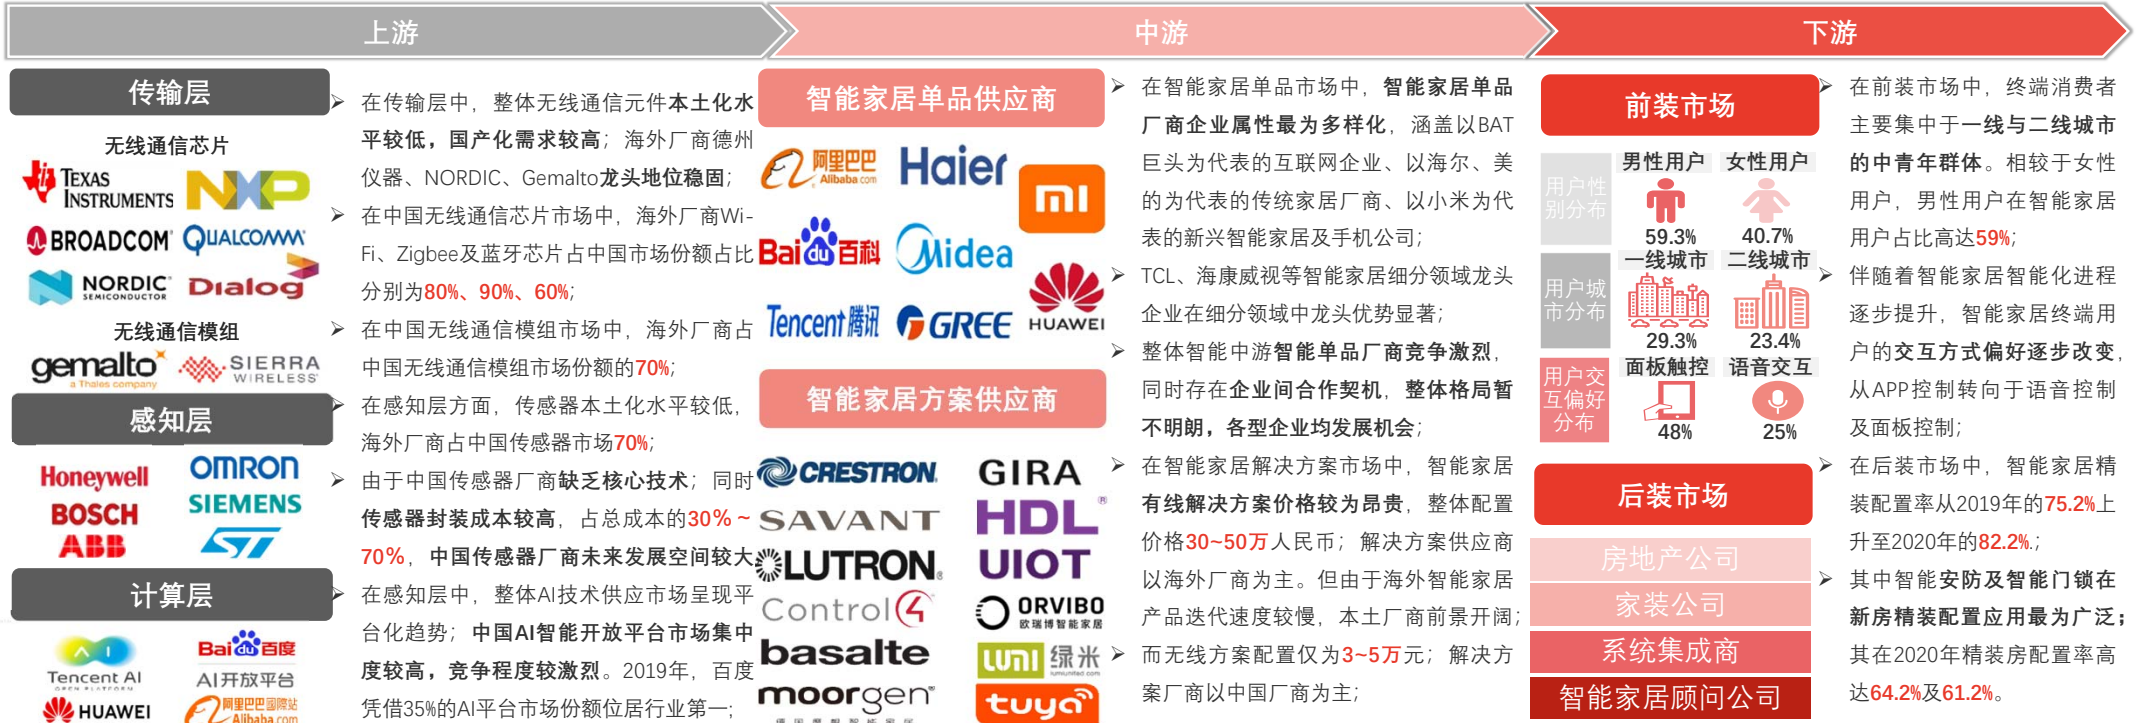 上游
中游
下游
传输层
无线通信芯片
TEXAS
INSTRUMENTS
NXP
BROADCOM
QUALCOMM
NORDIC
SEMICONDUCTOR
Dialog
无线通信模组
gemalto
a Thales company
SIERRA
WIRELESS
感知层
Honeywell
OMRON
BOSCH
SIEMENS
ABB
ST
计算层
AI
Tencent AI
OPEN PLATFORM
Bai du 百度
AI开放平台
HUAWEI
阿里巴巴国际站
Alibaba.com
➢ 在传输层中，整体无线通信元件本土化水
平较低，国产化需求较高；海外厂商德州
仪器、NORDIC、Gemalto龙头地位稳固；
➢ 在中国无线通信芯片市场中，海外厂商Wi-
Fi、Zigbee及蓝牙芯片占中国市场份额占比
分别为80%、90%、60%；
➢ 在中国无线通信模组市场中，海外厂商占
中国无线通信模组市场份额的70%；
➢ 在感知层方面，传感器本土化水平较低，
海外厂商占中国传感器市场70%；
➢ 由于中国传感器厂商缺乏核心技术；同时
传感器封装成本较高，占总成本的30%～
70%，中国传感器厂商未来发展空间较大
➢ 在感知层中，整体AI技术供应市场呈现平
台化趋势；中国AI智能开放平台市场集中
度较高，竞争程度较激烈。2019年，百度
凭借35%的AI平台市场份额位居行业第一；
智能家居单品供应商
阿里巴巴
Alibaba.com
Haier
mi
Bai du 百科
Midea
Tencent 腾讯
GREE
HUAWEI
智能家居方案供应商
CRESTRON
GIRA
SAVANT
HDL
LUTRON
UIOT
Control4
ORVIBO
欧瑞博智能家居
basalte
LUMI 绿米
lumiunited.com
moorgen
tuya
➢ 在智能家居单品市场中，智能家居单品
厂商企业属性最为多样化，涵盖以BAT
巨头为代表的互联网企业、以海尔、美
的为代表的传统家居厂商、以小米为代
表的新兴智能家居及手机公司；
➢ TCL、海康威视等智能家居细分领域龙头
企业在细分领域中龙头优势显著；
➢ 整体智能中游智能单品厂商竞争激烈，
同时存在企业间合作契机，整体格局暂
不明朗，各型企业均发展机会；
➢ 在智能家居解决方案市场中，智能家居
有线解决方案价格较为昂贵，整体配置
价格30~50万人民币；解决方案供应商
以海外厂商为主。但由于海外智能家居
产品迭代速度较慢，本土厂商前景开阔；
➢ 而无线方案配置仅为3~5万元；解决方
案厂商以中国厂商为主；
前装市场
用户性
别分布
男性用户
女性用户
59.3%
40.7%
用户城
市分布
一线城市
二线城市
29.3%
23.4%
用户交
互偏好
分布
面板触控
语音交互
48%
25%
后装市场
房地产公司
家装公司
系统集成商
智能家居顾问公司
➢ 在前装市场中，终端消费者
主要集中于一线与二线城市
的中青年群体。相较于女性
用户，男性用户在智能家居
用户占比高达59%；
➢ 伴随着智能家居智能化进程
逐步提升，智能家居终端用
户的交互方式偏好逐步改变，
从APP控制转向于语音控制
及面板控制；
➢ 在后装市场中，智能家居精
装配置率从2019年的75.2%上
升至2020年的82.2%.；
➢ 其中智能安防及智能门锁在
新房精装配置应用最为广泛；
其在2020年精装房配置率高
达64.2%及61.2%。